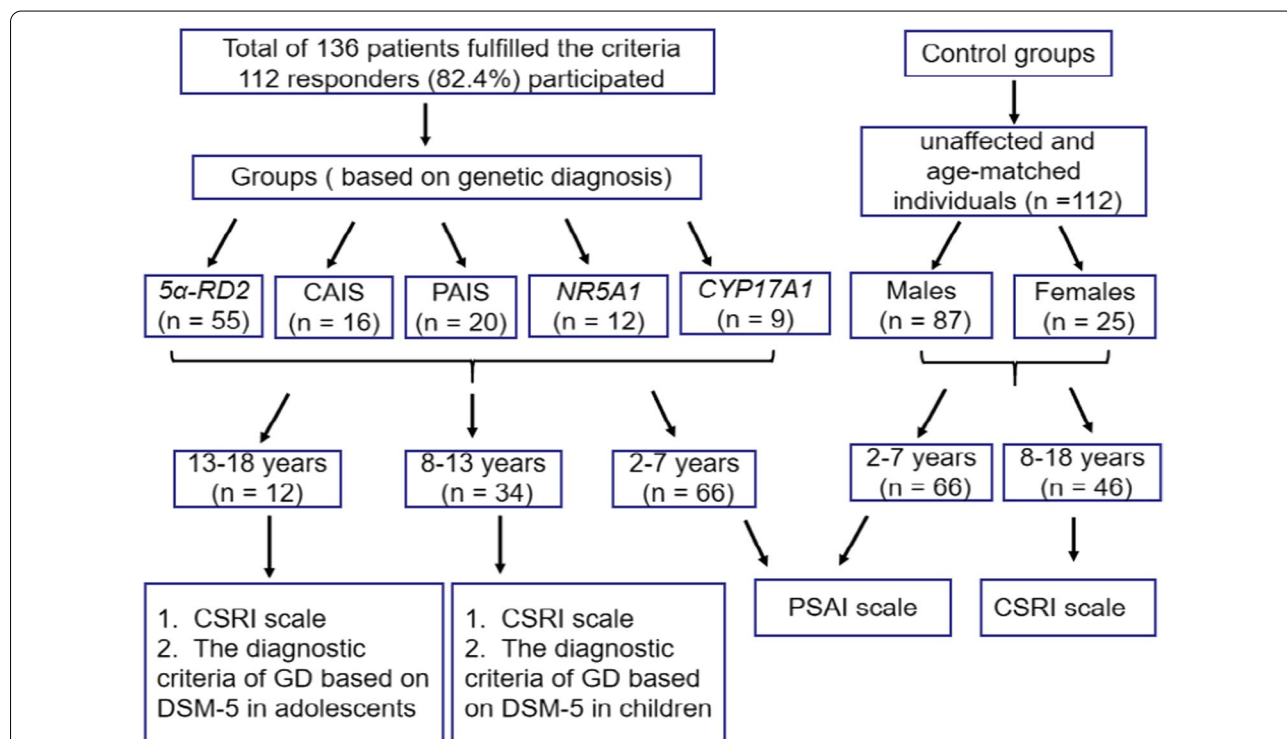 Total of 136 patients fulfilled the criteria
112 responders (82.4%) participated
Control groups
Groups ( based on genetic diagnosis)
unaffected and
age-matched
individuals (n =112)
5α-RD2
(n = 55)
CAIS
(n = 16)
PAIS
(n = 20)
NR5A1
(n = 12)
CYP17A1
(n = 9)
Males
(n = 87)
Females
(n = 25)
13-18 years
(n = 12)
8-13 years
(n = 34)
2-7 years
(n = 66)
2-7 years
(n = 66)
8-18 years
(n = 46)
1. CSRI scale
2. The diagnostic
criteria of GD based on
DSM-5 in adolescents
1. CSRI scale
2. The diagnostic
criteria of GD based
on DSM-5 in children
PSAI scale
CSRI scale